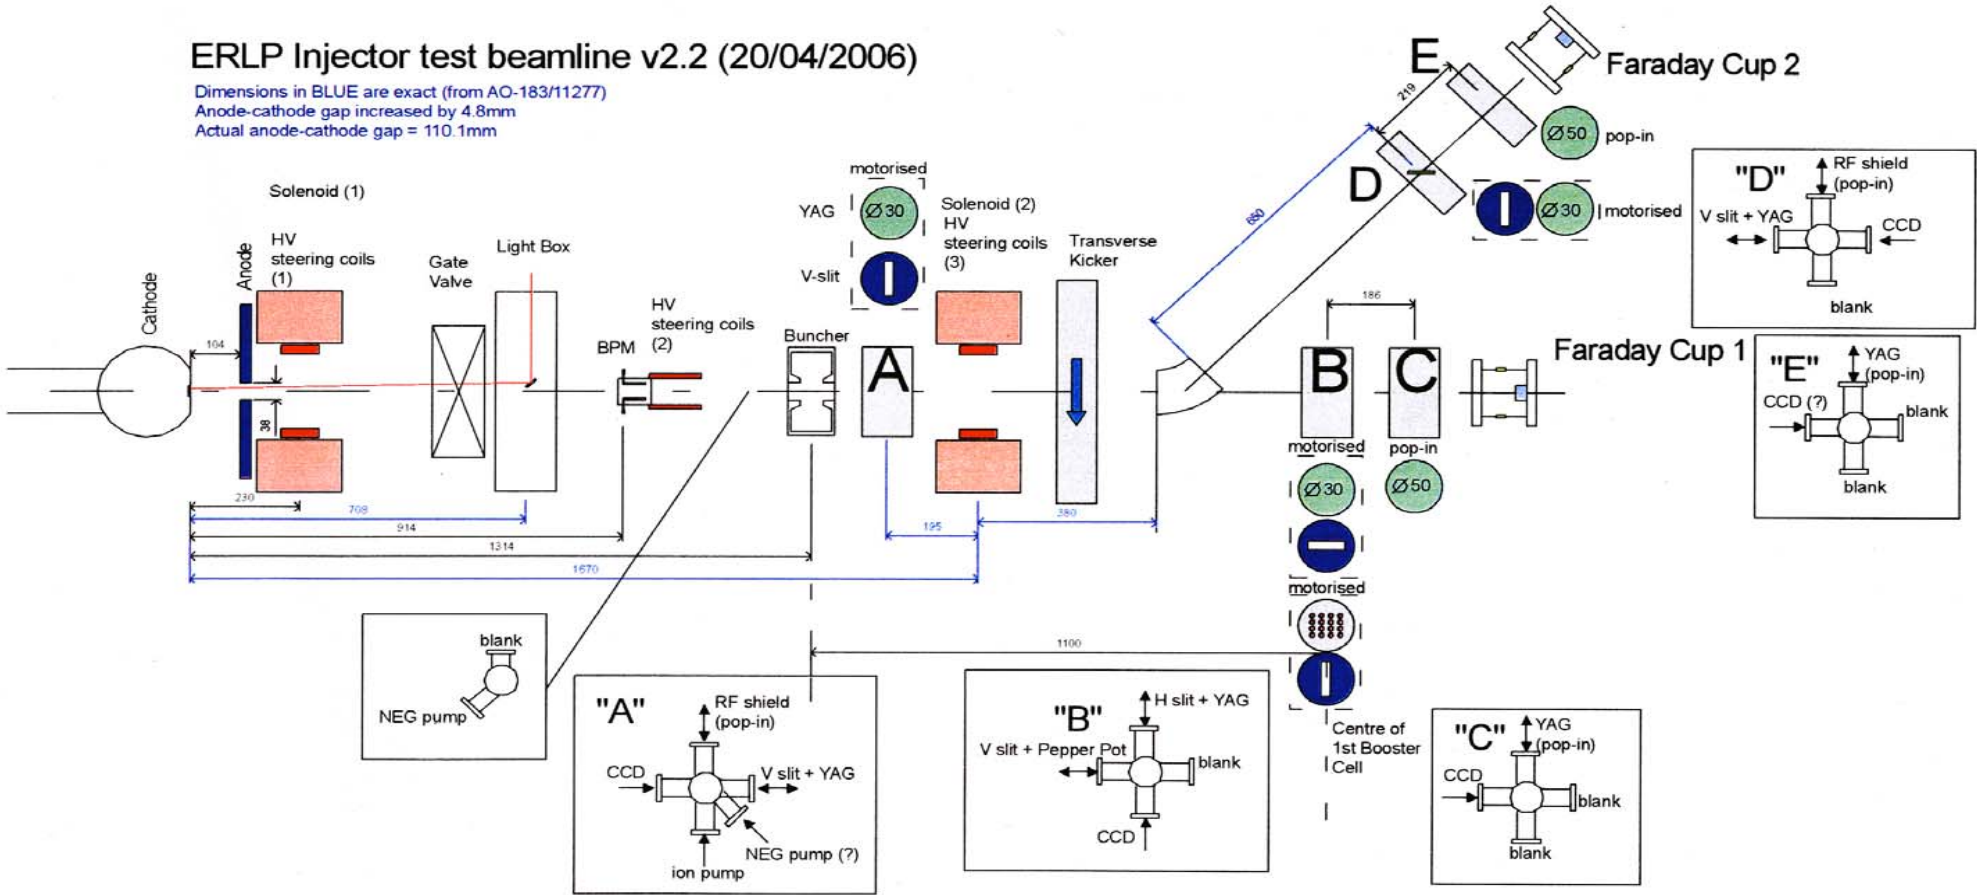 ERLP Injector test beamline v2.2 (20/04/2006)
Dimensions in BLUE are exact (from AO-183/11277)
Anode-cathode gap increased by 4.8mm
Actual anode-cathode gap = 110.1mm
E
Faraday Cup 2
219
Ø50
pop-in
D
Ø30
motorised
650
"D"
RF shield
(pop-in)
V slit + YAG
CCD
blank
Solenoid (1)
HV
steering coils
(1)
Cathode
Anode
104
38
Gate
Valve
Light Box
BPM
HV
steering coils
(2)
Buncher
motorised
YAG
Ø30
V-slit
A
Solenoid (2)
HV
steering coils
(3)
Transverse
Kicker
186
B
C
Faraday Cup 1
"E"
YAG
(pop-in)
CCD (?)
blank
blank
motorised
pop-in
Ø30
Ø50
motorised
230
708
914
1314
1670
195
380
1100
Centre of
1st Booster
Cell
blank
NEG pump
"A"
RF shield
(pop-in)
CCD
V slit + YAG
NEG pump (?)
ion pump
"B"
H slit + YAG
V slit + Pepper Pot
blank
CCD
"C"
YAG
(pop-in)
CCD
blank
blank